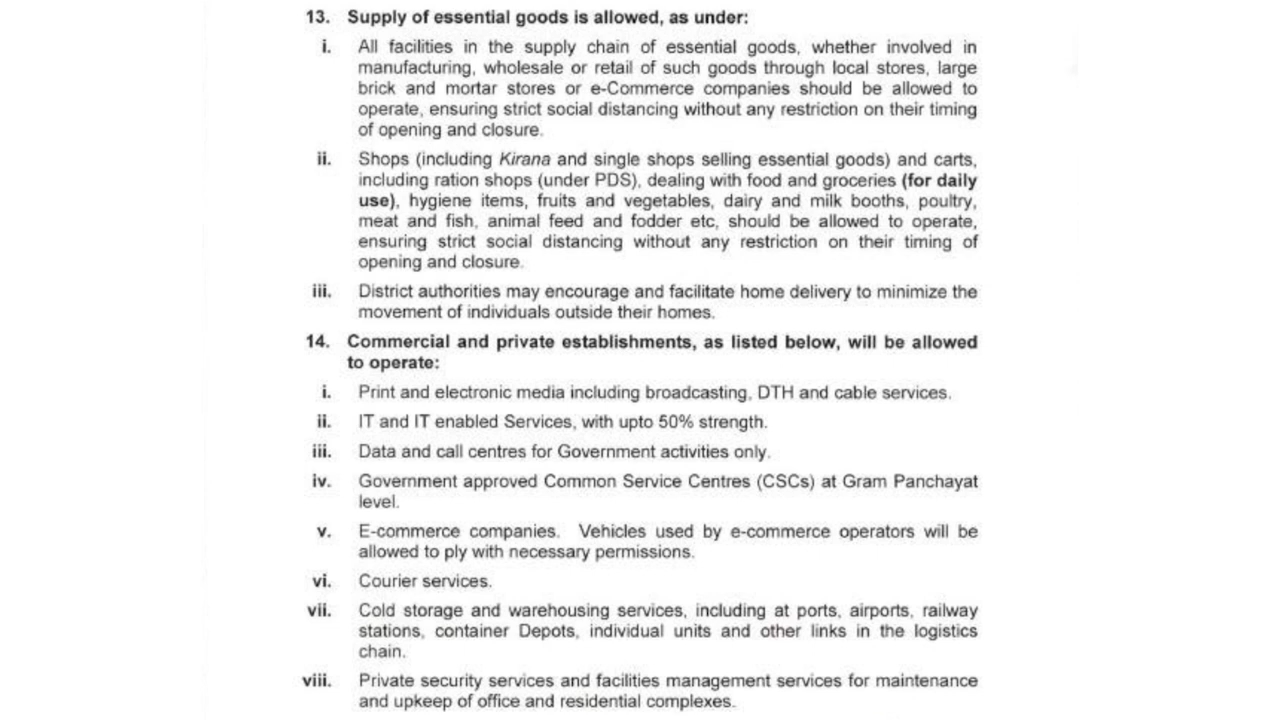 13. Supply of essential goods is allowed, as under:
i. All facilities in the supply chain of essential goods, whether involved in
manufacturing, wholesale or retail of such goods through local stores, large
brick and mortar stores or e-Commerce companies should be allowed to
operate, ensuring strict social distancing without any restriction on their timing
of opening and closure.
ii. Shops (including Kirana and single shops selling essential goods) and carts,
including ration shops (under PDS), dealing with food and groceries (for daily
use), hygiene items, fruits and vegetables, dairy and milk booths, poultry,
meat and fish, animal feed and fodder etc, should be allowed to operate,
ensuring strict social distancing without any restriction on their timing of
opening and closure.
iii. District authorities may encourage and facilitate home delivery to minimize the
movement of individuals outside their homes.
14. Commercial and private establishments, as listed below, will be allowed
to operate:
i. Print and electronic media including broadcasting, DTH and cable services.
ii. IT and IT enabled Services, with upto 50% strength.
iii. Data and call centres for Government activities only.
iv. Government approved Common Service Centres (CSCs) at Gram Panchayat
level.
v. E-commerce companies. Vehicles used by e-commerce operators will be
allowed to ply with necessary permissions.
vi. Courier services.
vii. Cold storage and warehousing services, including at ports, airports, railway
stations, container Depots, individual units and other links in the logistics
chain.
viii. Private security services and facilities management services for maintenance
and upkeep of office and residential complexes.